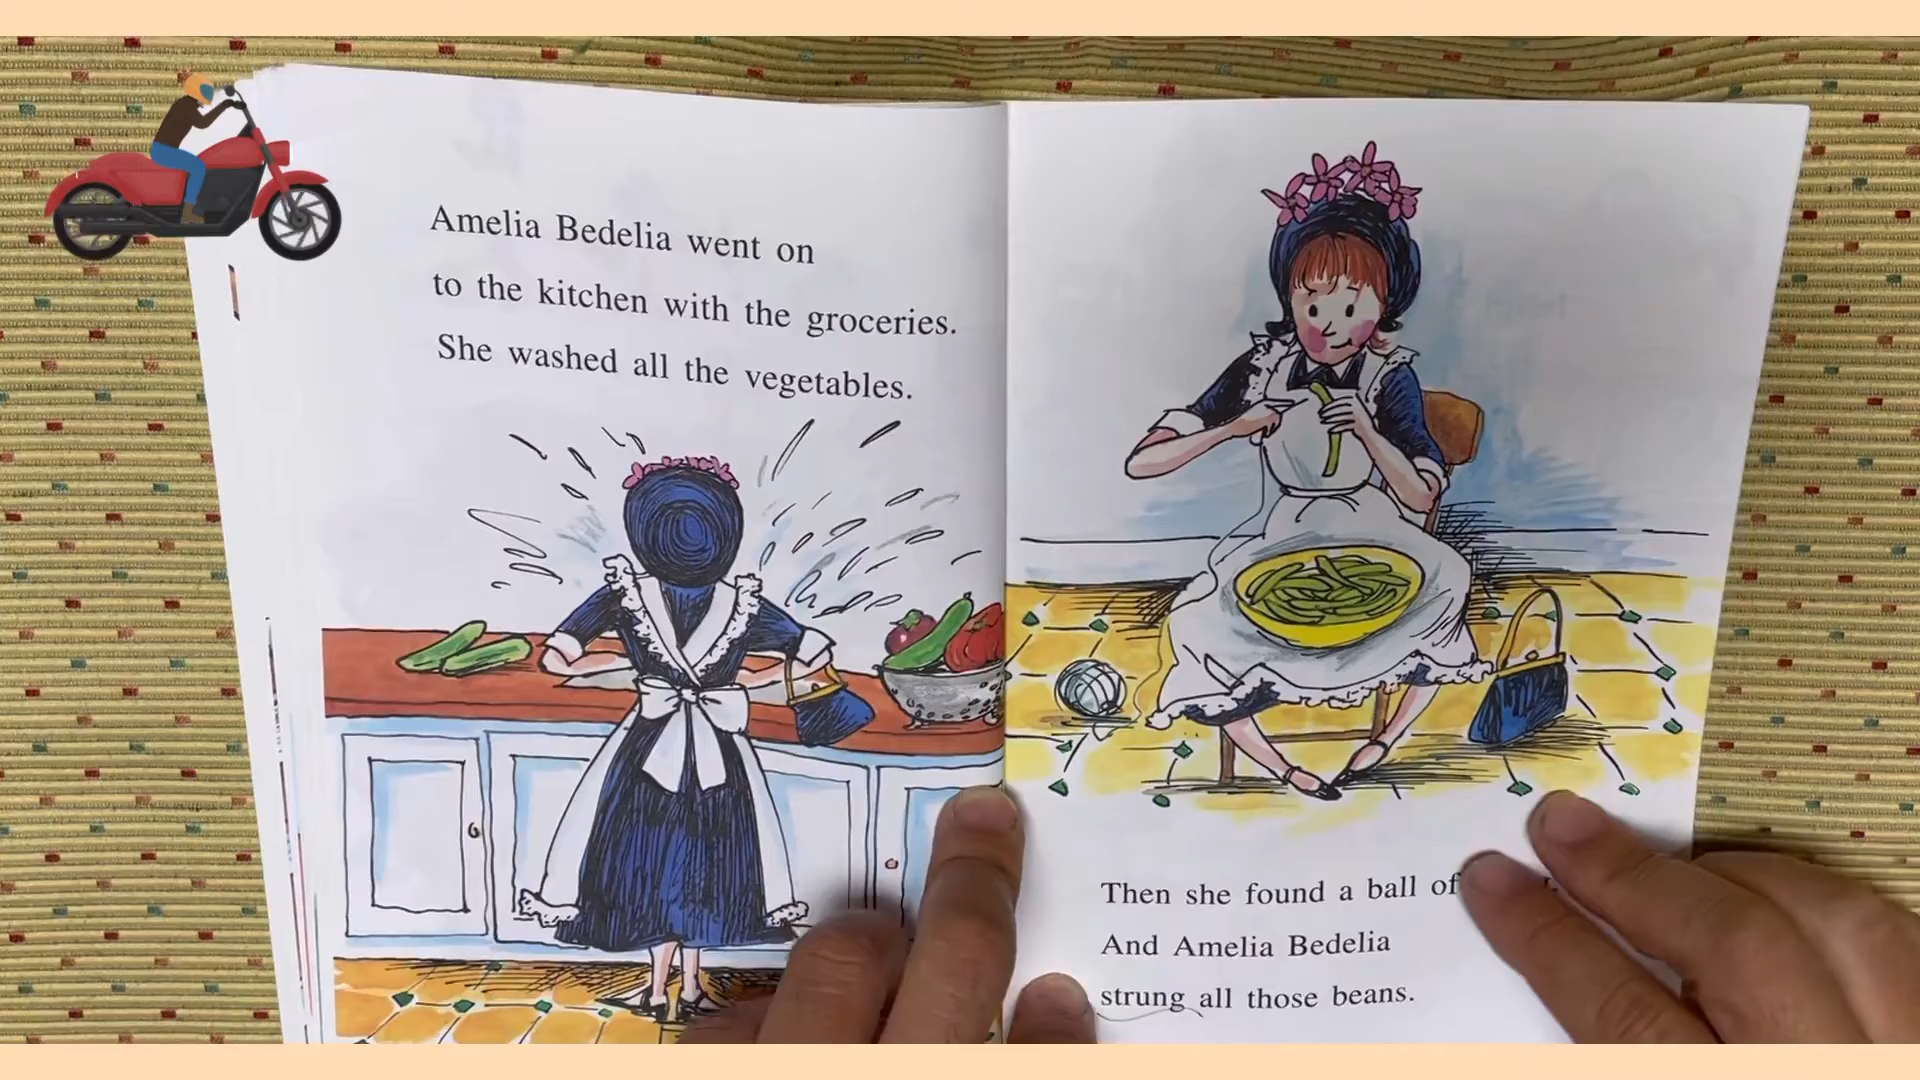 Amelia Bedelia went on
to the kitchen with the groceries.
She washed all the vegetables.
Then she found a ball of
And Amelia Bedelia
strung all those beans.